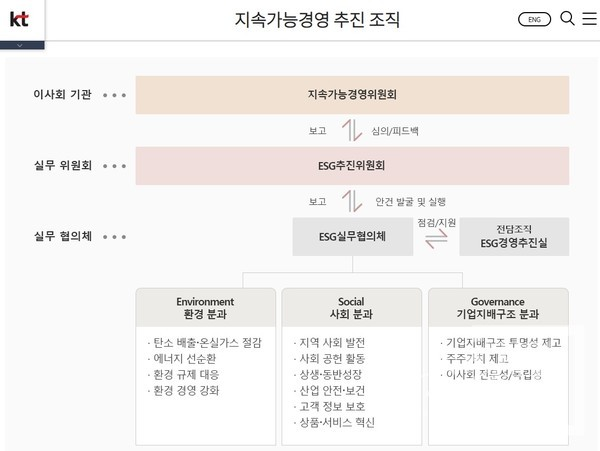 kt
지속가능경영 추진 조직
ENG
이사회 기관
지속가능경영위원회
보고
심의/피드백
실무 위원회
ESG추진위원회
보고
안건 발굴 및 실행
실무 협의체
ESG실무협의체
점검/지원
전담조직
ESG경영추진실
Environment
환경 분과
· 탄소 배출·온실가스 절감
· 에너지 선순환
· 환경 규제 대응
· 환경 경영 강화
Social
사회 분과
· 지역 사회 발전
· 사회 공헌 활동
· 상생·동반성장
· 산업 안전·보건
· 고객 정보 보호
· 상품·서비스 혁신
Governance
기업지배구조 분과
· 기업지배구조 투명성 제고
· 주주가치 제고
· 이사회 전문성/독립성